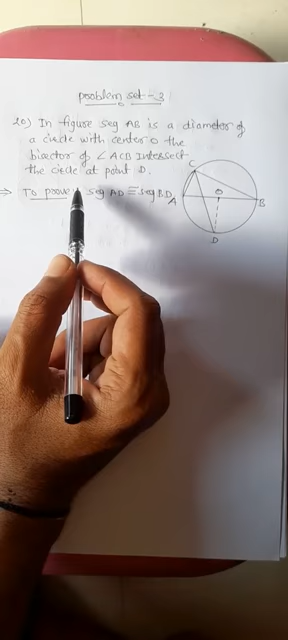 problem set-3
20) In figure seg AB is a diameter of
a circle with center o the
bisector of ∠ACB Intersect
the circle at point D.
⇒ To prove seg AD ≅ seg BD
C
A
O
B
D